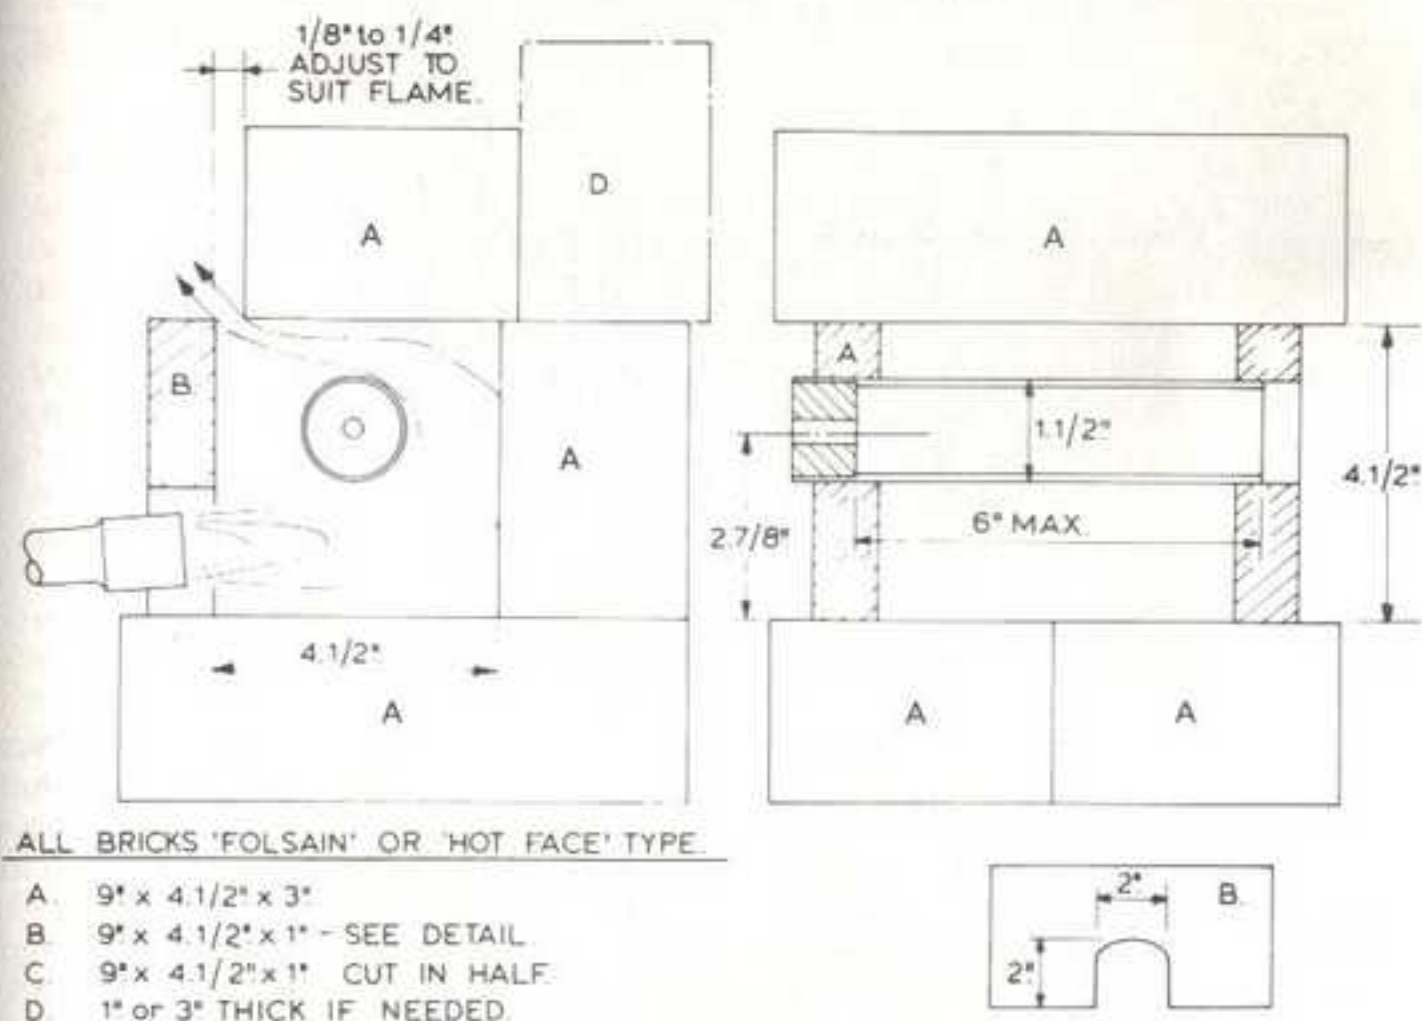 1/8" to 1/4"
ADJUST TO
SUIT FLAME.
A
D
B
A
4.1/2"
A
A
A
1.1/2"
4.1/2"
2.7/8"
6" MAX.
A
A
ALL BRICKS 'FOLSAIN' OR 'HOT FACE' TYPE.
A. 9" x 4.1/2" x 3"
B. 9" x 4.1/2" x 1" - SEE DETAIL
C. 9" x 4.1/2" x 1" CUT IN HALF.
D. 1" or 3" THICK IF NEEDED.
2"
B.
2"